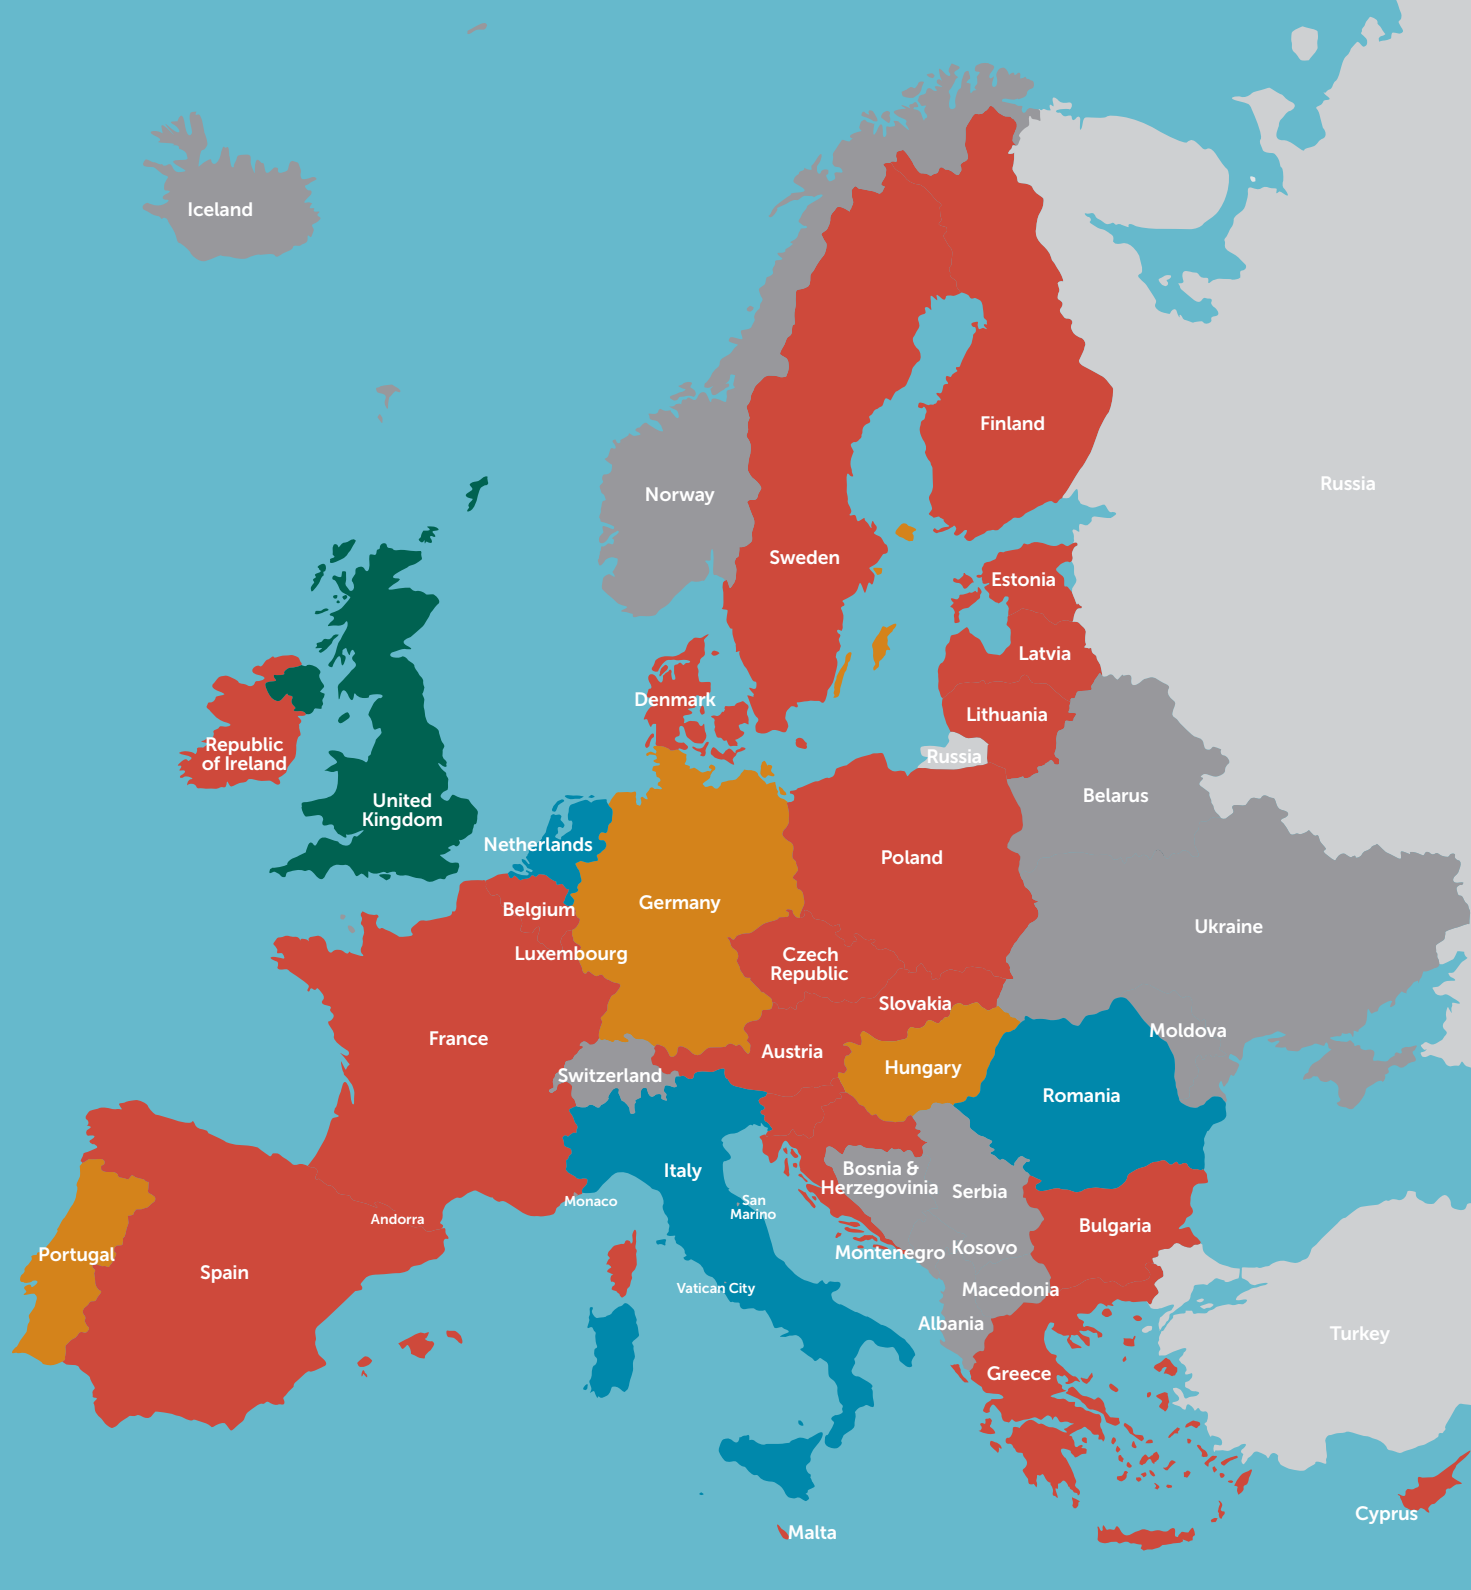 Iceland
Russia
Finland
Norway
Sweden
Estonia
Latvia
Denmark
Lithuania
Republic
of Ireland
Russia
Belarus
United
Kingdom
Netherlands
Poland
Germany
Belgium
Ukraine
Luxembourg
Czech
Republic
Slovakia
Moldova
France
Austria
Hungary
Switzerland
Romania
Italy
Bosnia &
Herzegovina
Serbia
Monaco
San
Marino
Andorra
Bulgaria
Portugal
Montenegro
Kosovo
Spain
Vatican City
Macedonia
Albania
Turkey
Greece
Cyprus
Malta